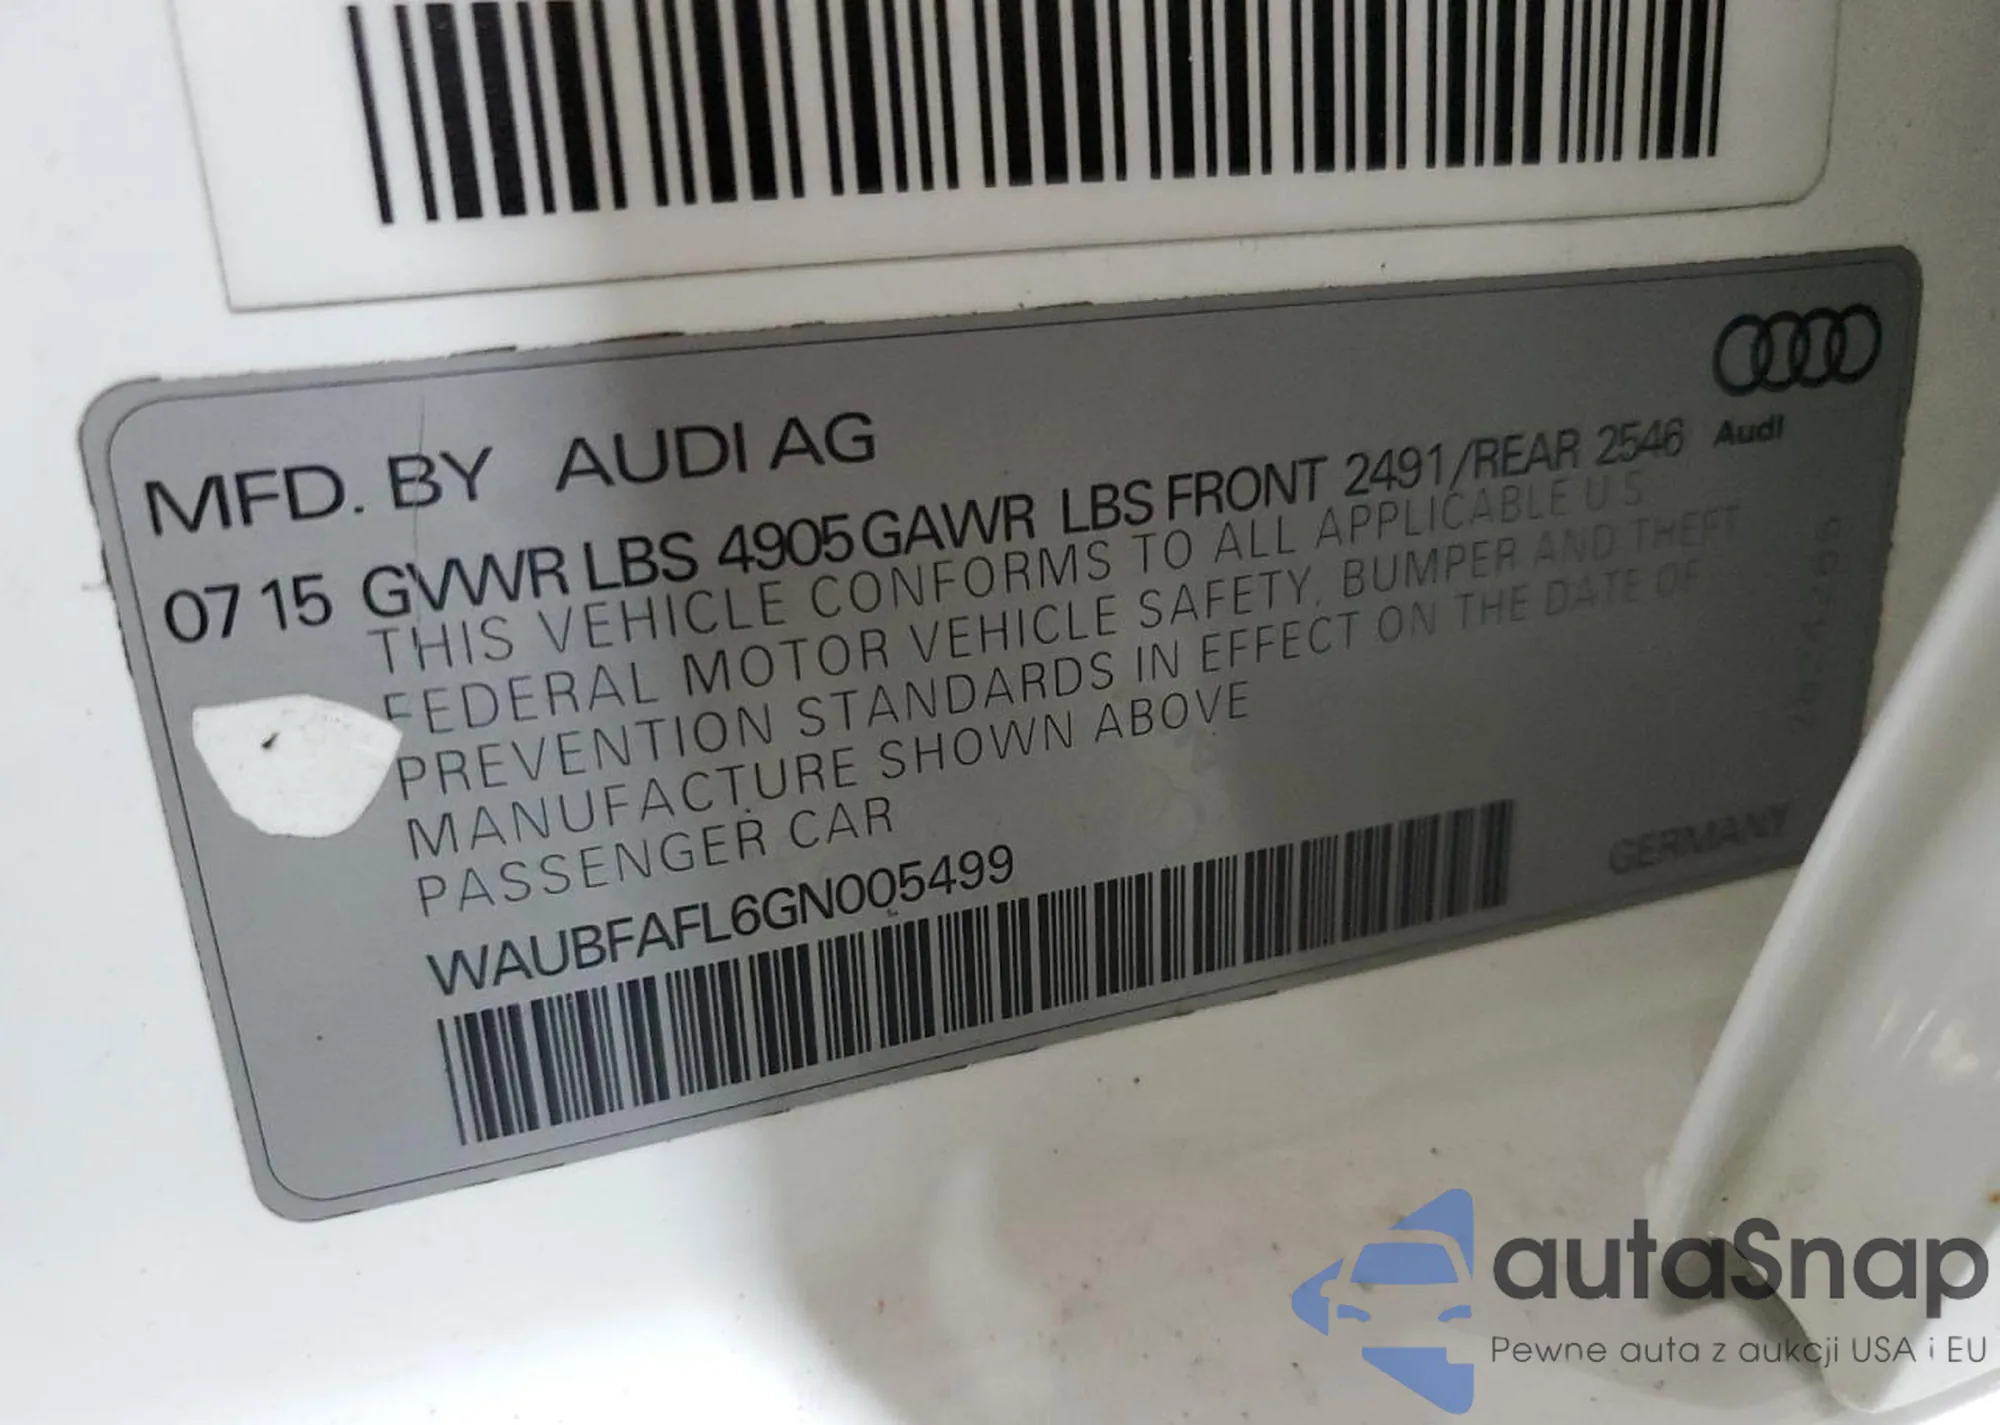 MFD. BY AUDI AG
07 15 GVWR LBS 4905 GAWR LBS FRONT 2491/REAR 2546
Audi
THIS VEHICLE CONFORMS TO ALL APPLICABLE U S
FEDERAL MOTOR VEHICLE SAFETY, BUMPER AND THEFT
PREVENTION STANDARDS IN EFFECT ON THE DATE OF
MANUFACTURE SHOWN ABOVE
PASSENGER CAR
WAUBFAFL6GN005499
GERMANY
autaSnap
Pewne auta z aukcji USA i EU